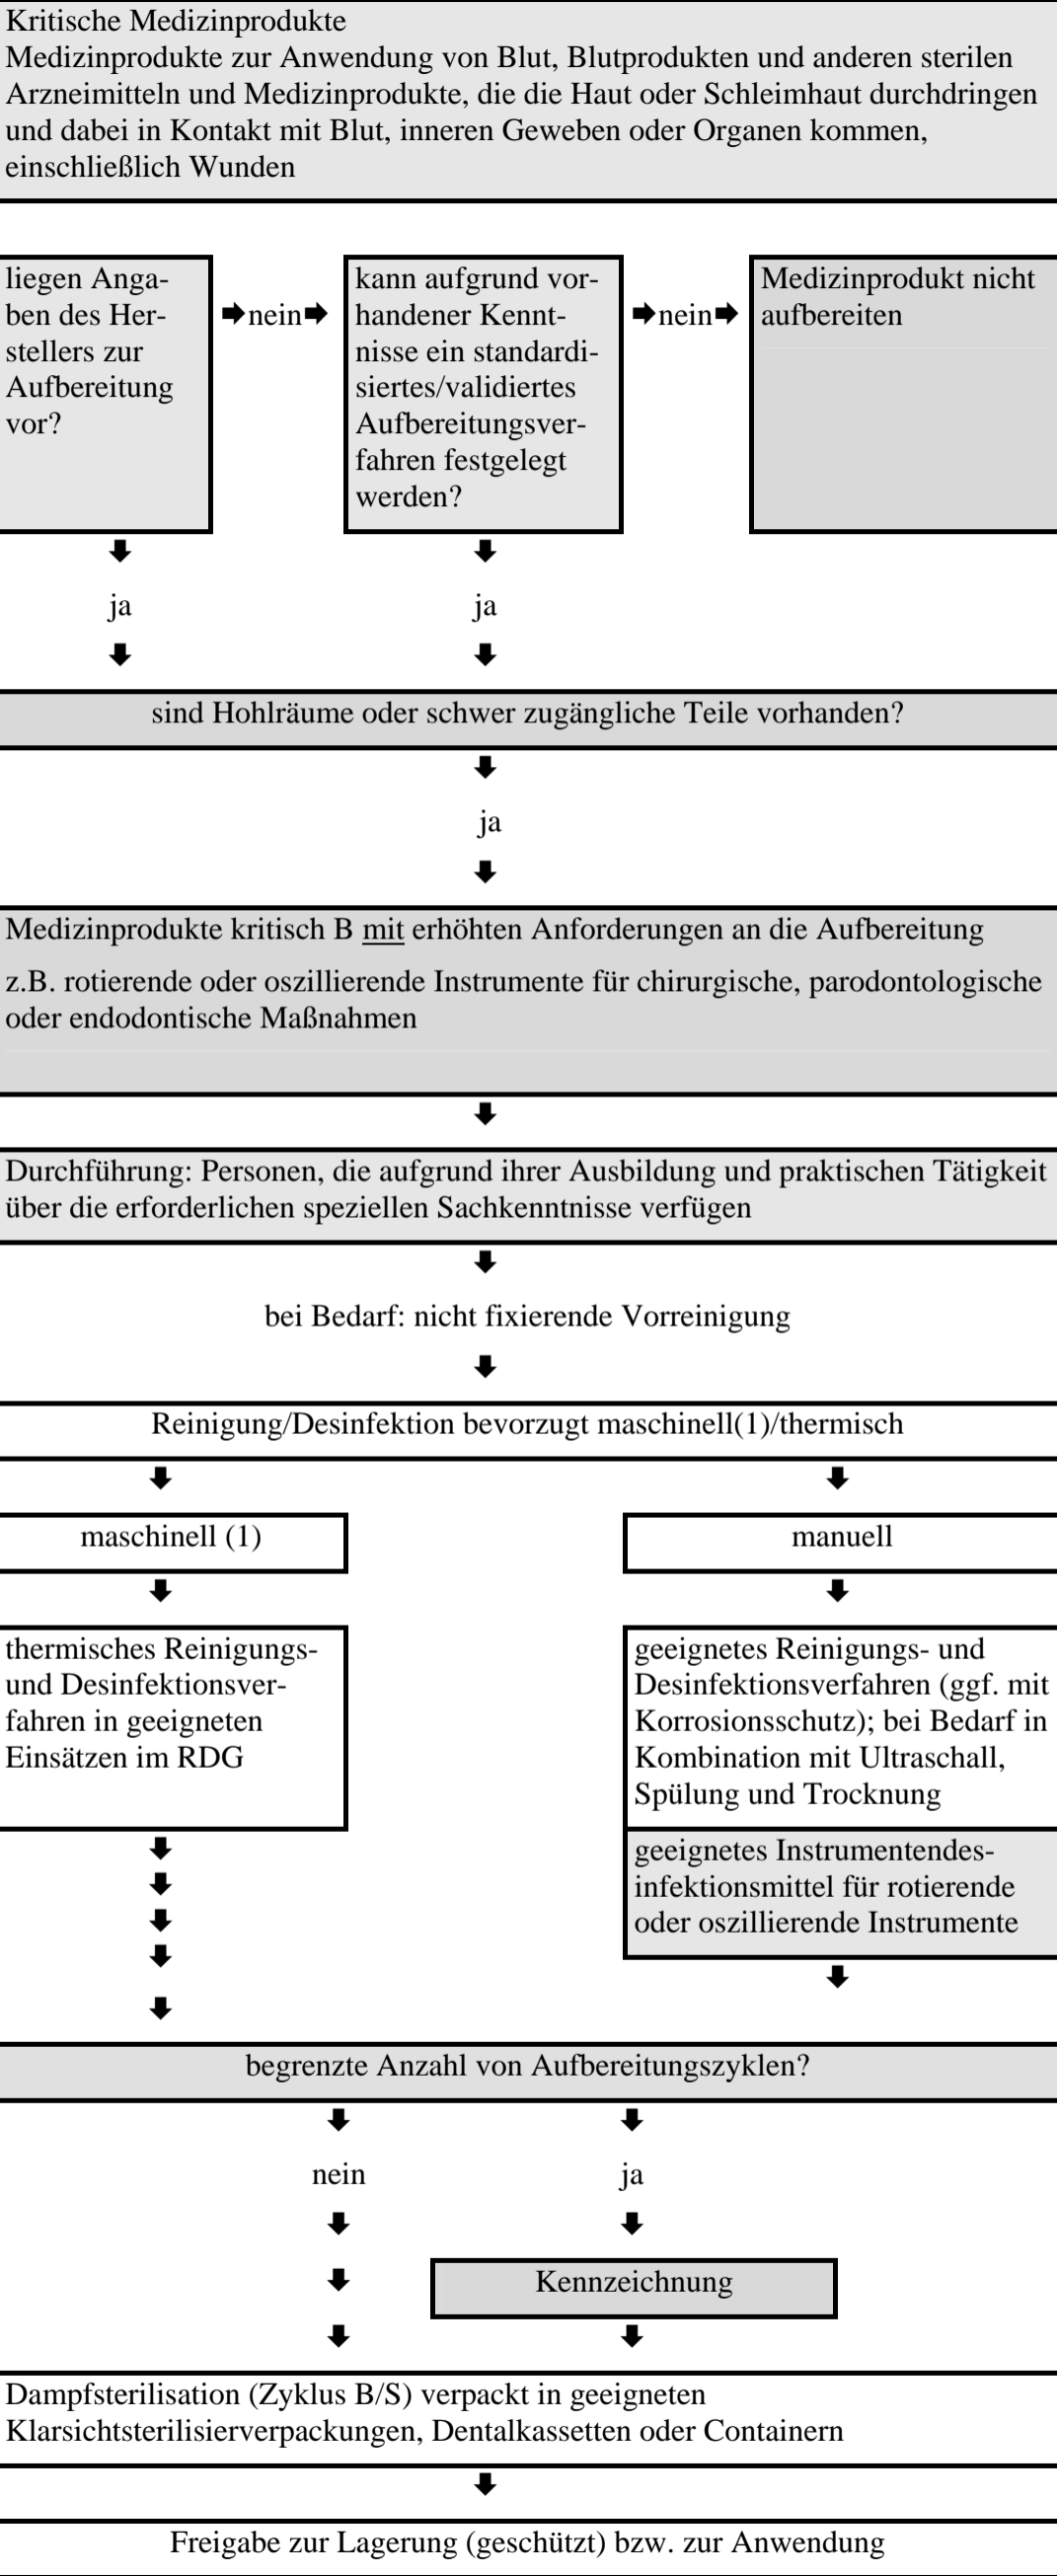 Kritische Medizinprodukte
Medizinprodukte zur Anwendung von Blut, Blutprodukten und anderen sterilen
Arzneimitteln und Medizinprodukte, die die Haut oder Schleimhaut durchdringen
und dabei in Kontakt mit Blut, inneren Geweben oder Organen kommen,
einschließlich Wunden
liegen Anga-
ben des Her-
stellers zur
Aufbereitung
vor?
nein
kann aufgrund vor-
handener Kennt-
nisse ein standardi-
siertes/validiertes
Aufbereitungsver-
fahren festgelegt
werden?
nein
Medizinprodukt nicht
aufbereiten
ja
ja
sind Hohlräume oder schwer zugängliche Teile vorhanden?
ja
Medizinprodukte kritisch B mit erhöhten Anforderungen an die Aufbereitung
z.B. rotierende oder oszillierende Instrumente für chirurgische, parodontologische
oder endodontische Maßnahmen
Durchführung: Personen, die aufgrund ihrer Ausbildung und praktischen Tätigkeit
über die erforderlichen speziellen Sachkenntnisse verfügen
bei Bedarf: nicht fixierende Vorreinigung
Reinigung/Desinfektion bevorzugt maschinell(1)/thermisch
maschinell (1)
manuell
thermisches Reinigungs-
und Desinfektionsver-
fahren in geeigneten
Einsätzen im RDG
geeignetes Reinigungs- und
Desinfektionsverfahren (ggf. mit
Korrosionsschutz); bei Bedarf in
Kombination mit Ultraschall,
Spülung und Trocknung
geeignetes Instrumentendes-
infektionsmittel für rotierende
oder oszillierende Instrumente
begrenzte Anzahl von Aufbereitungszyklen?
nein
ja
Kennzeichnung
Dampfsterilisation (Zyklus B/S) verpackt in geeigneten
Klarsichtsterilisierverpackungen, Dentalkassetten oder Containern
Freigabe zur Lagerung (geschützt) bzw. zur Anwendung